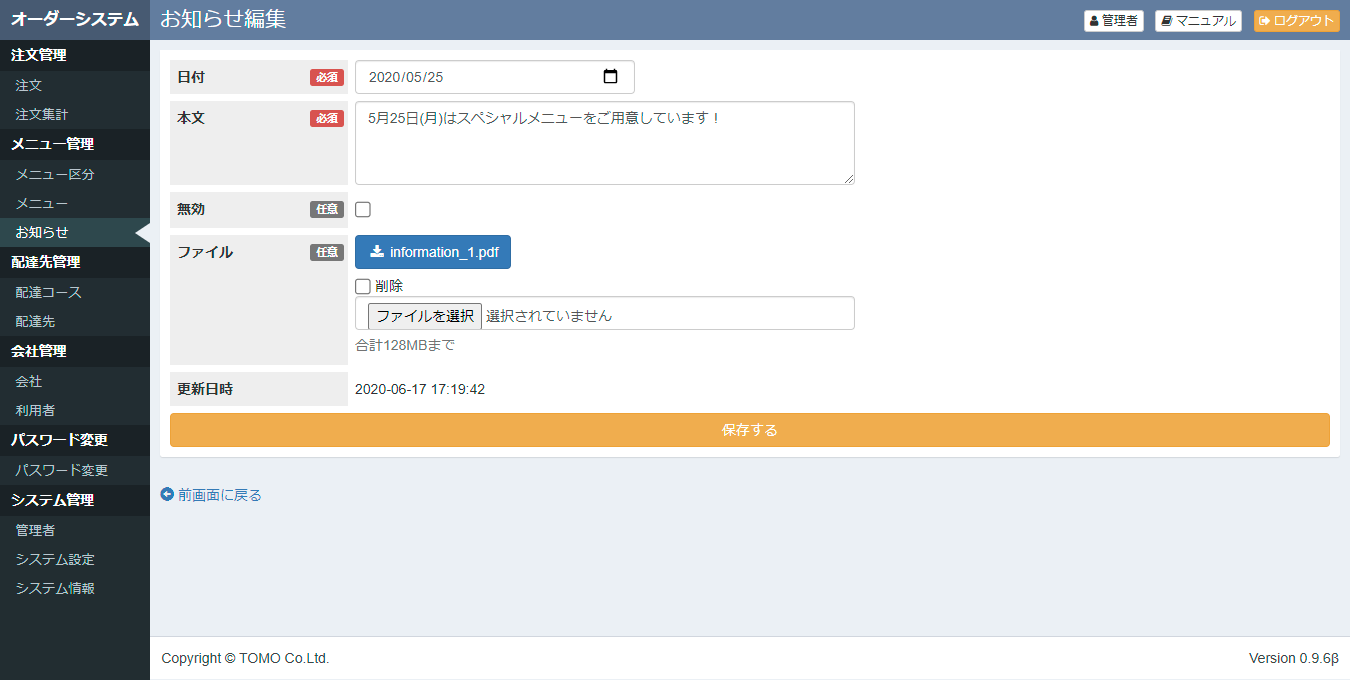 オーダーシステム
お知らせ編集
管理者
マニュアル
ログアウト
注文管理
注文
注文集計
メニュー管理
メニュー区分
メニュー
お知らせ
配達先管理
配達コース
配達先
会社管理
会社
利用者
パスワード変更
パスワード変更
システム管理
管理者
システム設定
システム情報
日付 必須 2020/05/25
本文 必須 5月25日(月)はスペシャルメニューをご用意しています！
無効 任意
ファイル 任意 information_1.pdf
削除
ファイルを選択 選択されていません
合計128MBまで
更新日時 2020-06-17 17:19:42
保存する
前画面に戻る
Copyright © TOMO Co.Ltd.
Version 0.9.6β